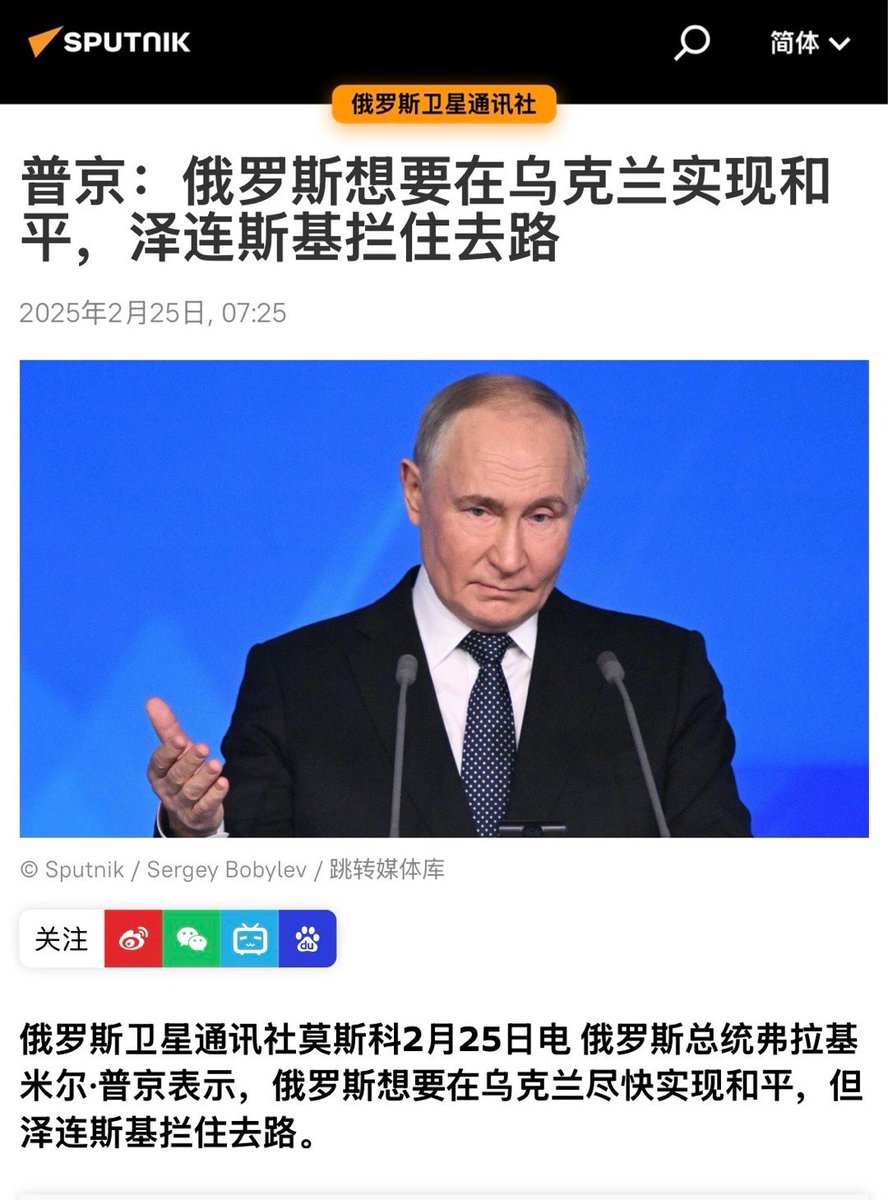 SPUTNIK
简体
俄罗斯卫星通讯社
普京：俄罗斯想要在乌克兰实现和
平，泽连斯基拦住去路
2025年2月25日, 07:25
© Sputnik / Sergey Bobylev / 跳转媒体库
关注
du
俄罗斯卫星通讯社莫斯科2月25日电 俄罗斯总统弗拉基
米尔·普京表示，俄罗斯想要在乌克兰尽快实现和平，但
泽连斯基拦住去路。